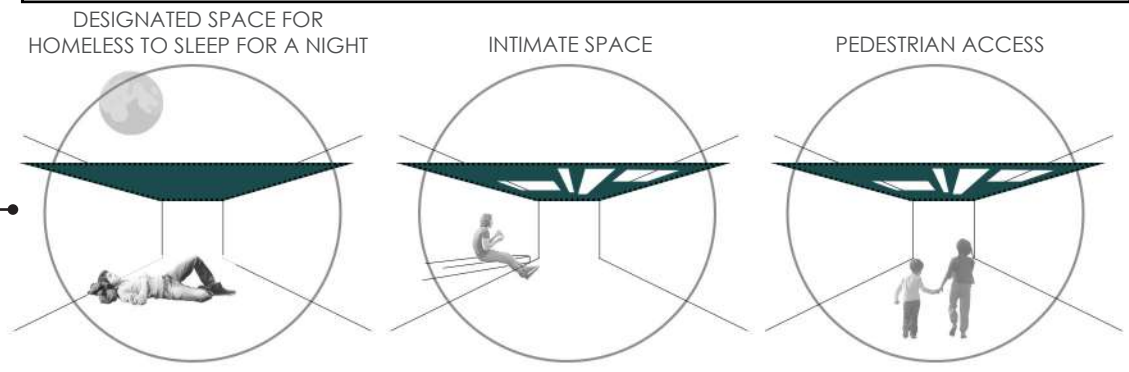 DESIGNATED SPACE FOR
HOMELESS TO SLEEP FOR A NIGHT
INTIMATE SPACE
PEDESTRIAN ACCESS